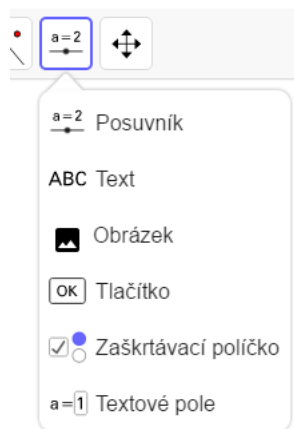 a=2
a=2 Posuvník
ABC Text
Obrázek
OK Tlačítko
Zaškrtávací políčko
a=1 Textové pole